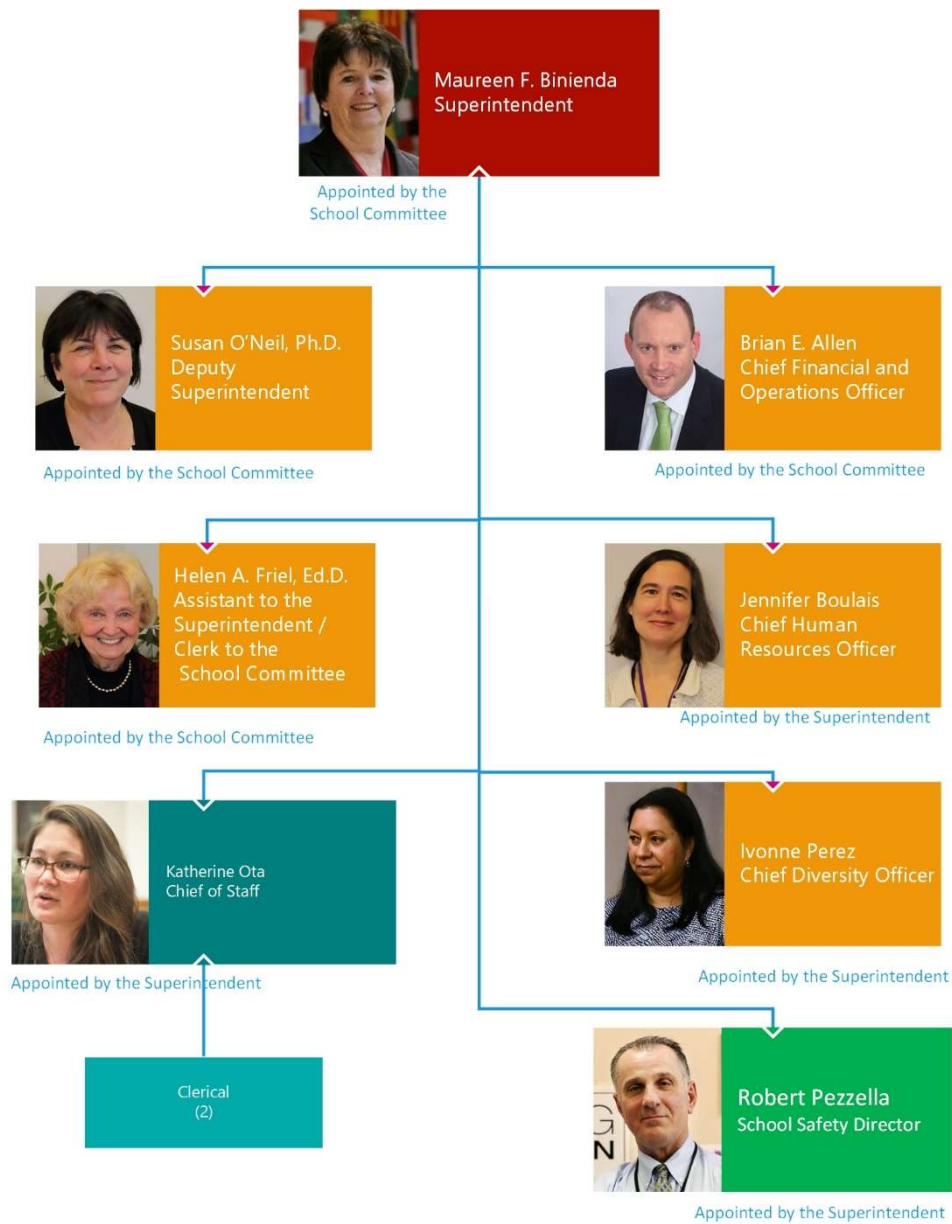 Maureen F. Binienda
Superintendent
Appointed by the
School Committee
Susan O'Neil, Ph.D.
Deputy
Superintendent
Appointed by the School Committee
Brian E. Allen
Chief Financial and
Operations Officer
Appointed by the School Committee
Helen A. Friel, Ed.D.
Assistant to the
Superintendent /
Clerk to the
School Committee
Appointed by the School Committee
Jennifer Boulais
Chief Human
Resources Officer
Appointed by the Superintendent
Katherine Ota
Chief of Staff
Appointed by the Superintendent
Ivonne Perez
Chief Diversity Officer
Appointed by the Superintendent
Clerical
(2)
G
N
Robert Pezzella
School Safety Director
Appointed by the Superintendent